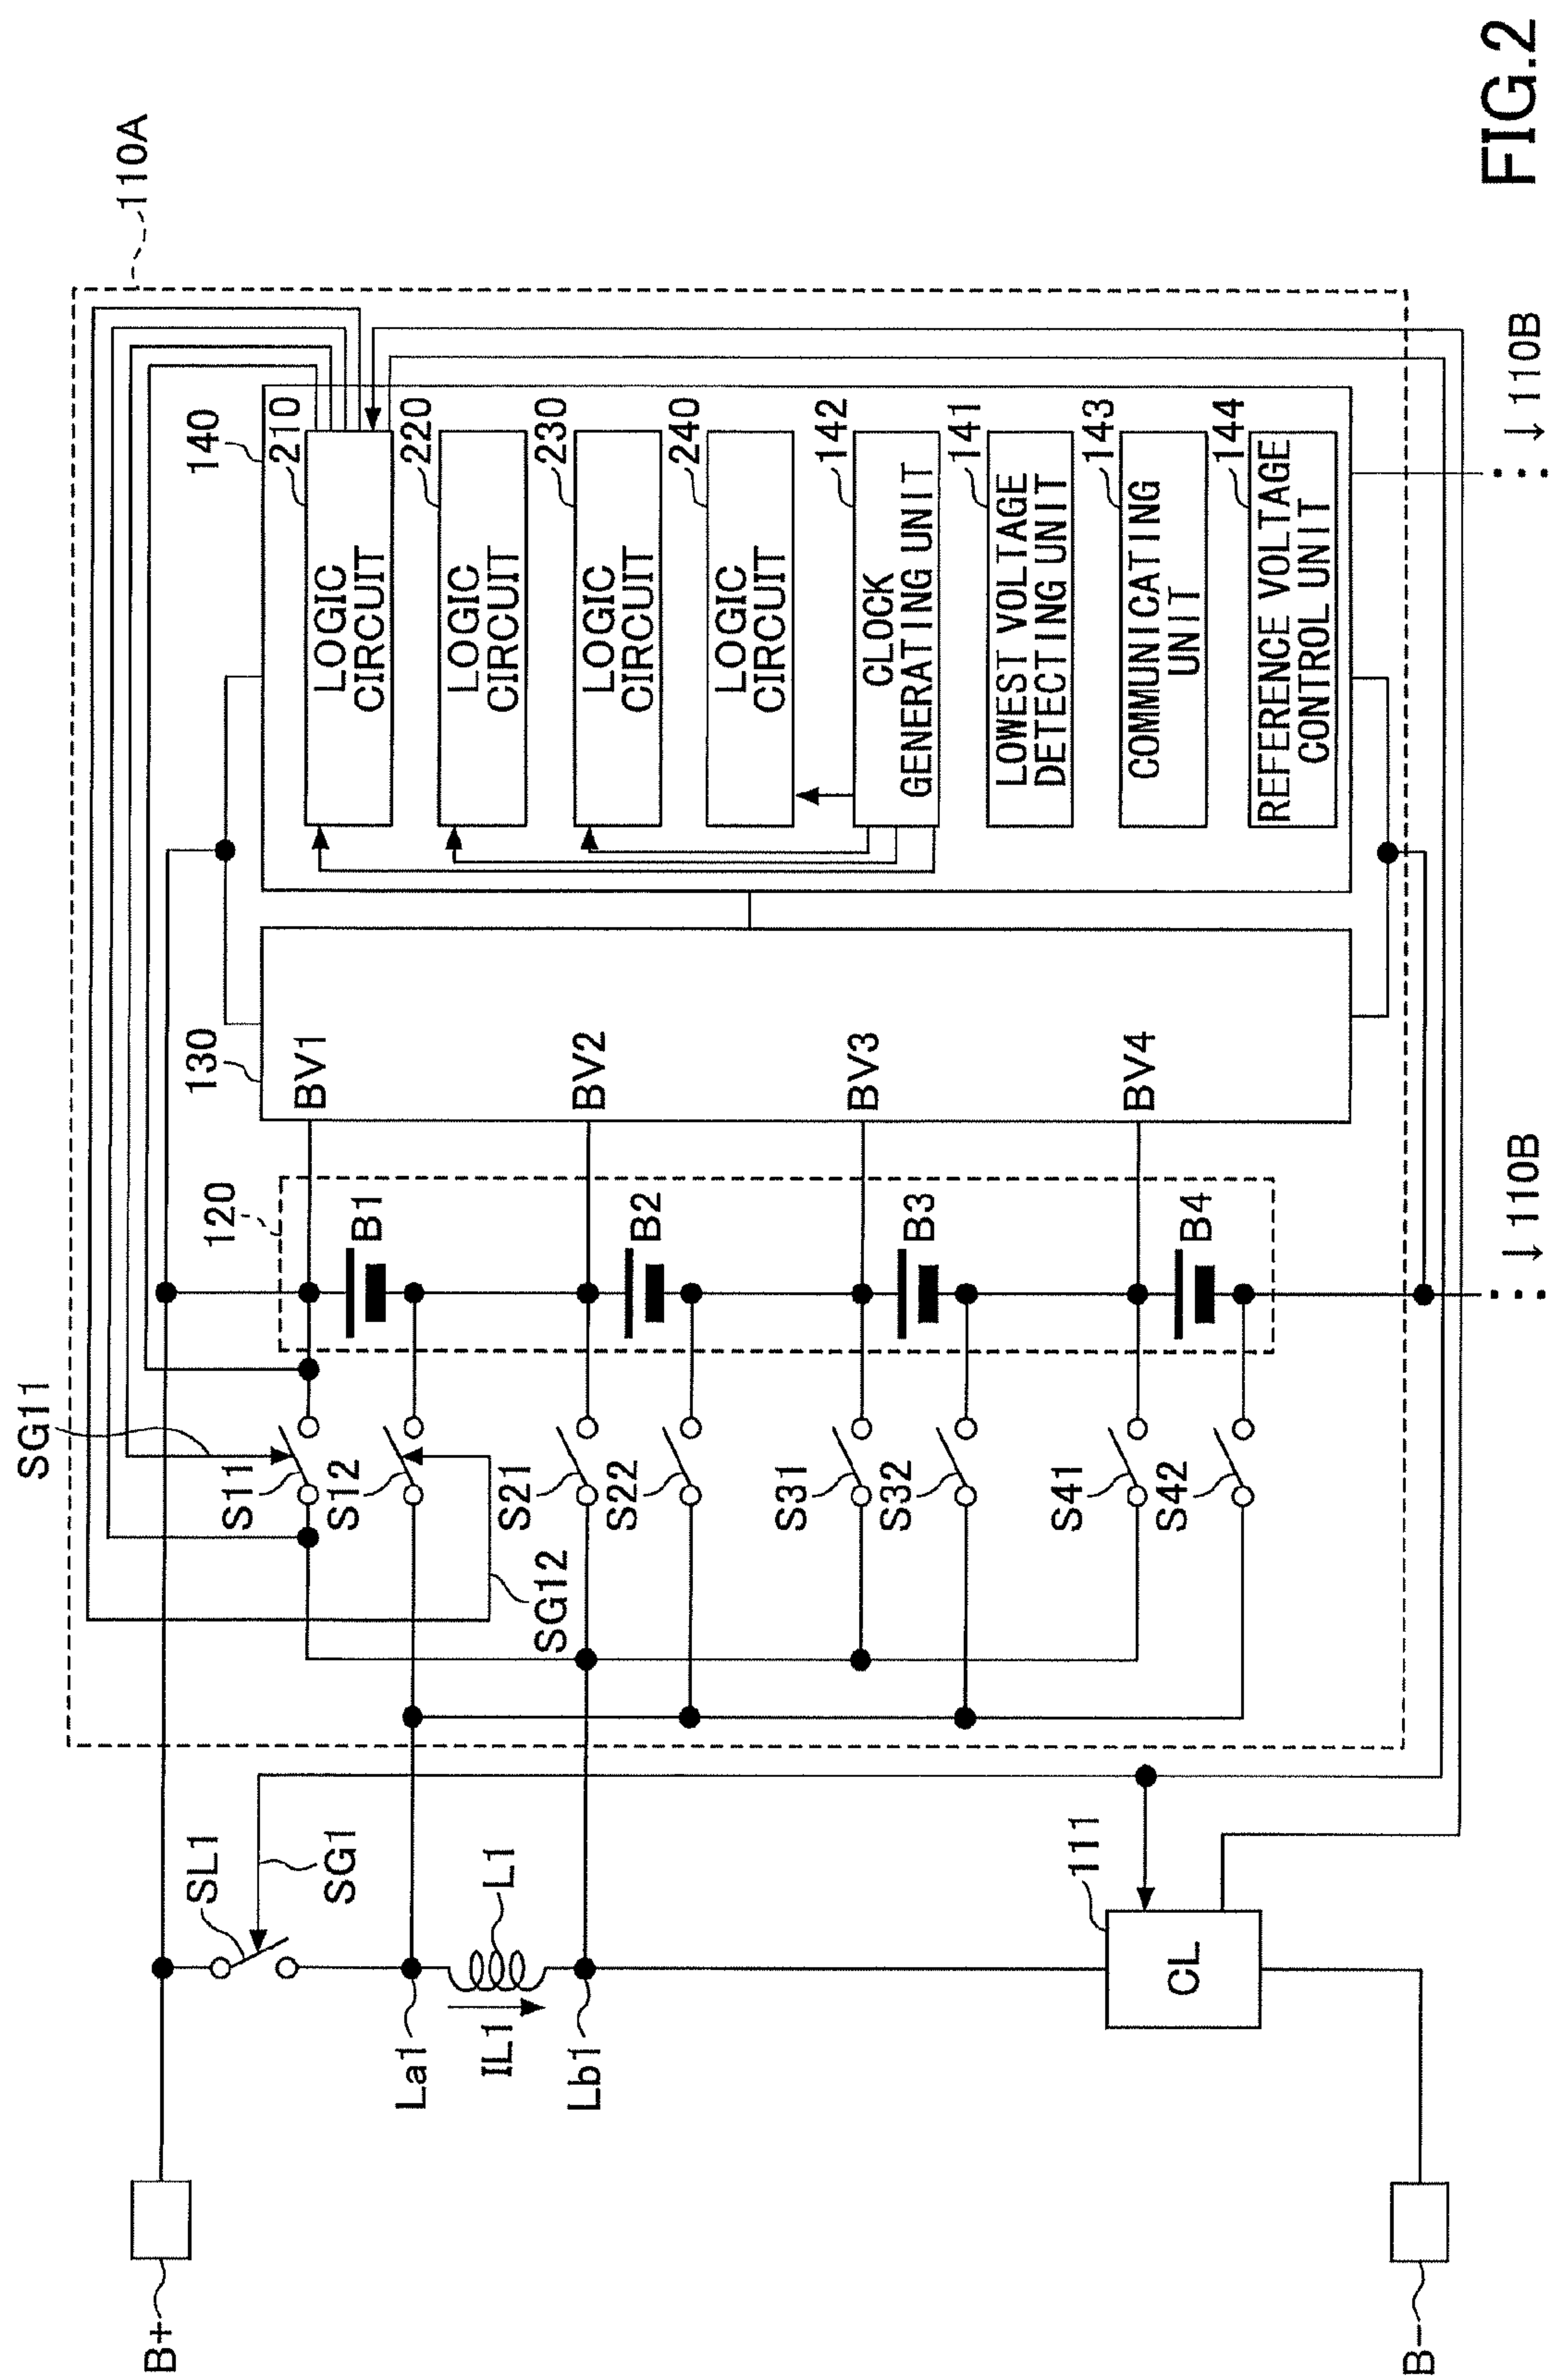 110A
140
210
LOGIC
CIRCUIT
220
LOGIC
CIRCUIT
230
LOGIC
CIRCUIT
240
LOGIC
CIRCUIT
142
CLOCK
GENERATING UNIT
141
LOWEST VOLTAGE
DETECTING UNIT
143
COMMUNICATING
UNIT
144
REFERENCE VOLTAGE
CONTROL UNIT
↓110B
130
BV1
BV2
BV3
BV4
120
B1
B2
B3
B4
↓110B
SG11
S11
S12
S21
S22
S31
S32
S41
S42
SG12
SL1
SG1
L1
La1
IL1
Lb1
111
CL
B+
B−
FIG.2